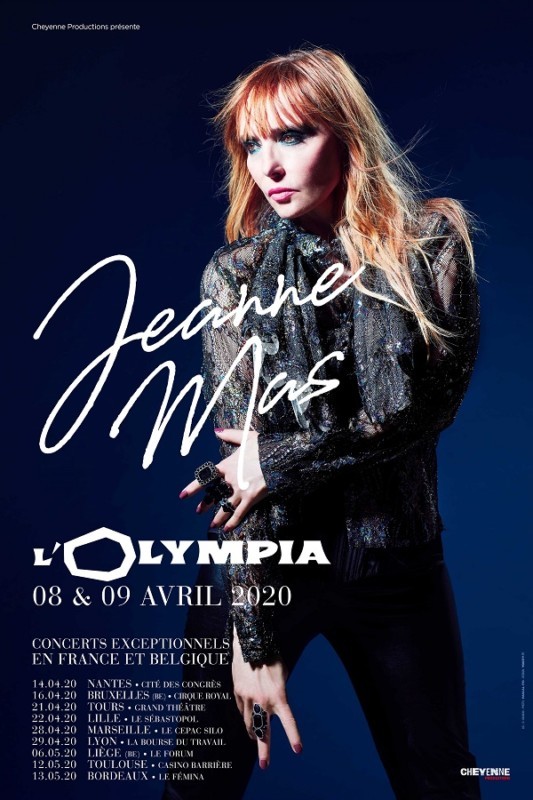 Cheyenne Productions présente
Jeanne
Mas
L'OLYMPIA
08 & 09 AVRIL 2020
CONCERTS EXCEPTIONNELS
EN FRANCE ET BELGIQUE
14.04.20 NANTES • CITÉ DES CONGRÈS
16.04.20 BRUXELLES (BE) • CIRQUE ROYAL
21.04.20 TOURS • GRAND THÉÂTRE
22.04.20 LILLE • LE SÉBASTOPOL
28.04.20 MARSEILLE • LE CEPAC SILO
29.04.20 LYON • LA BOURSE DU TRAVAIL
06.05.20 LIÈGE (BE) • LE FORUM
12.05.20 TOULOUSE • CASINO BARRIÈRE
13.05.20 BORDEAUX • LE FÉMINA
CHEYENNE
PRODUCTIONS